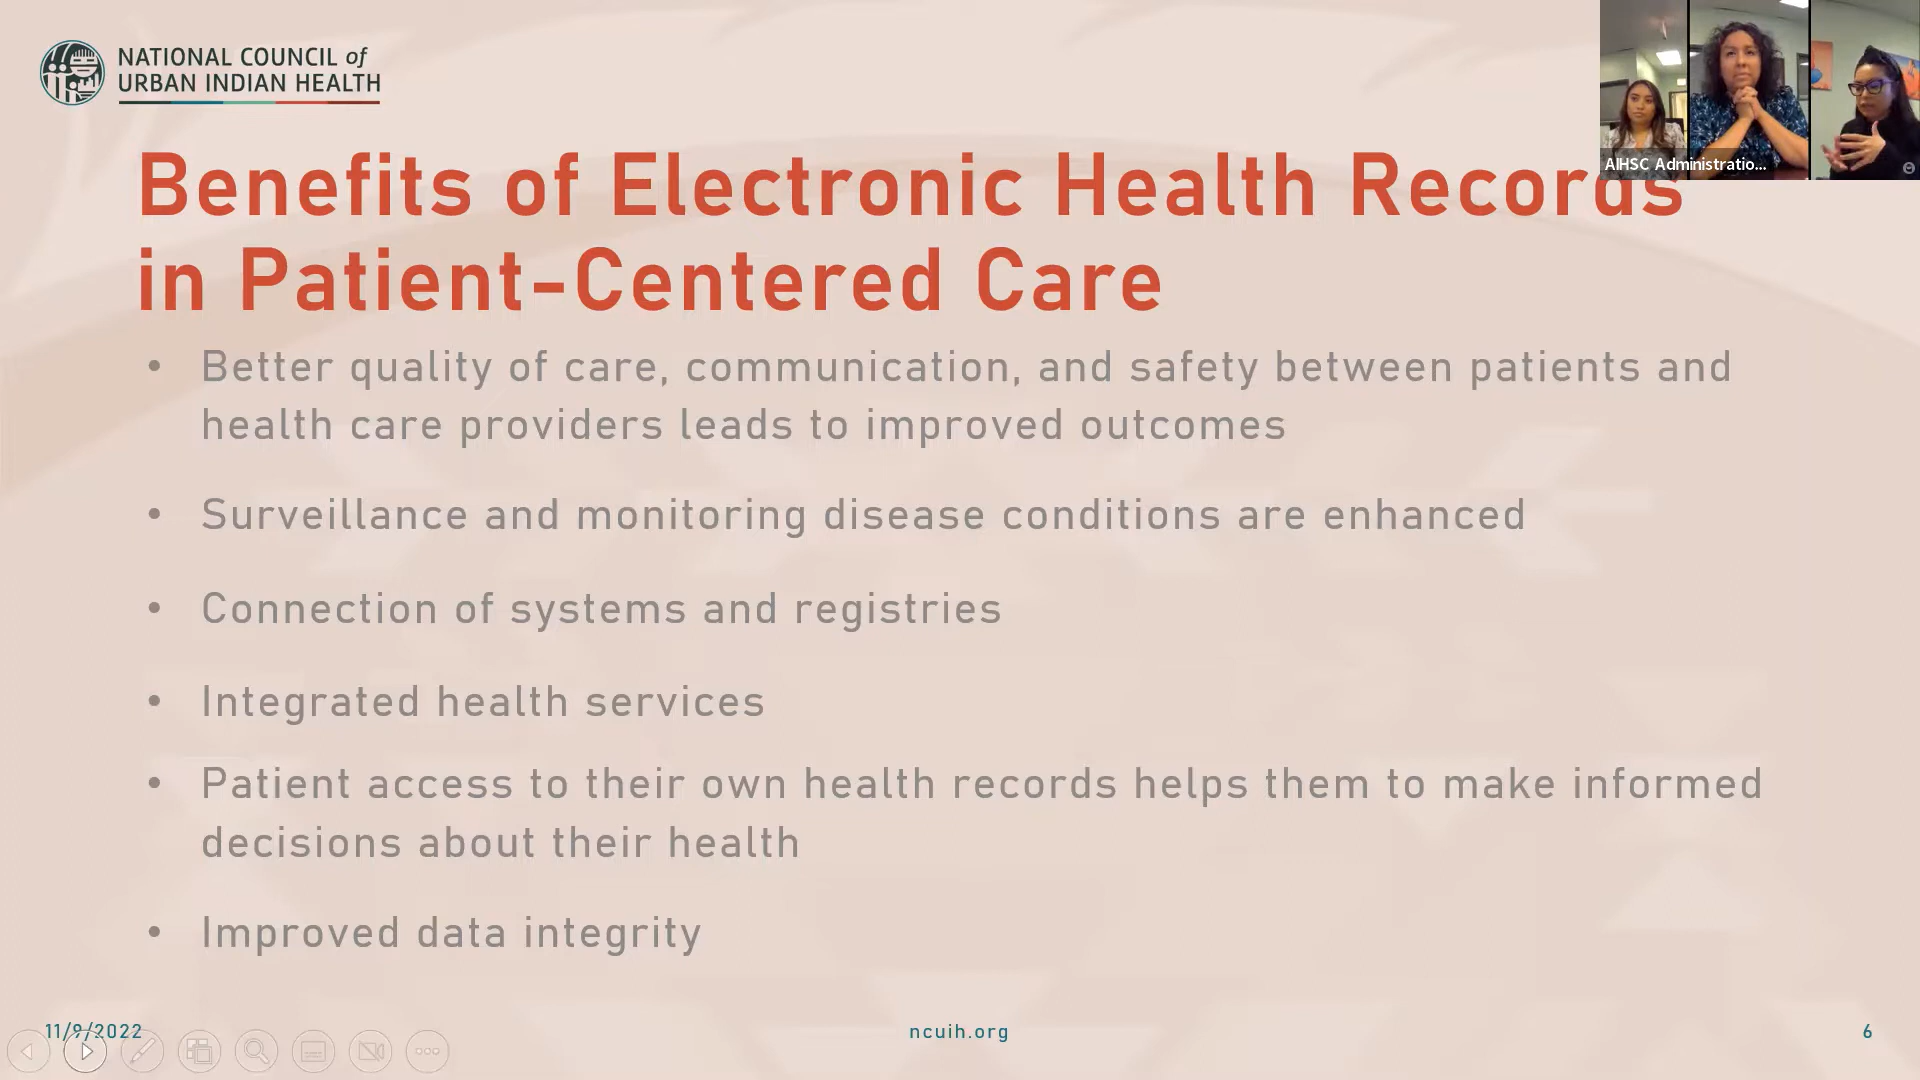 NATIONAL COUNCIL of
URBAN INDIAN HEALTH
AIHSC Administratio...
Benefits of Electronic Health Records
in Patient-Centered Care
• Better quality of care, communication, and safety between patients and
health care providers leads to improved outcomes
• Surveillance and monitoring disease conditions are enhanced
• Connection of systems and registries
• Integrated health services
• Patient access to their own health records helps them to make informed
decisions about their health
• Improved data integrity
11/9/2022
ncuih.org
6